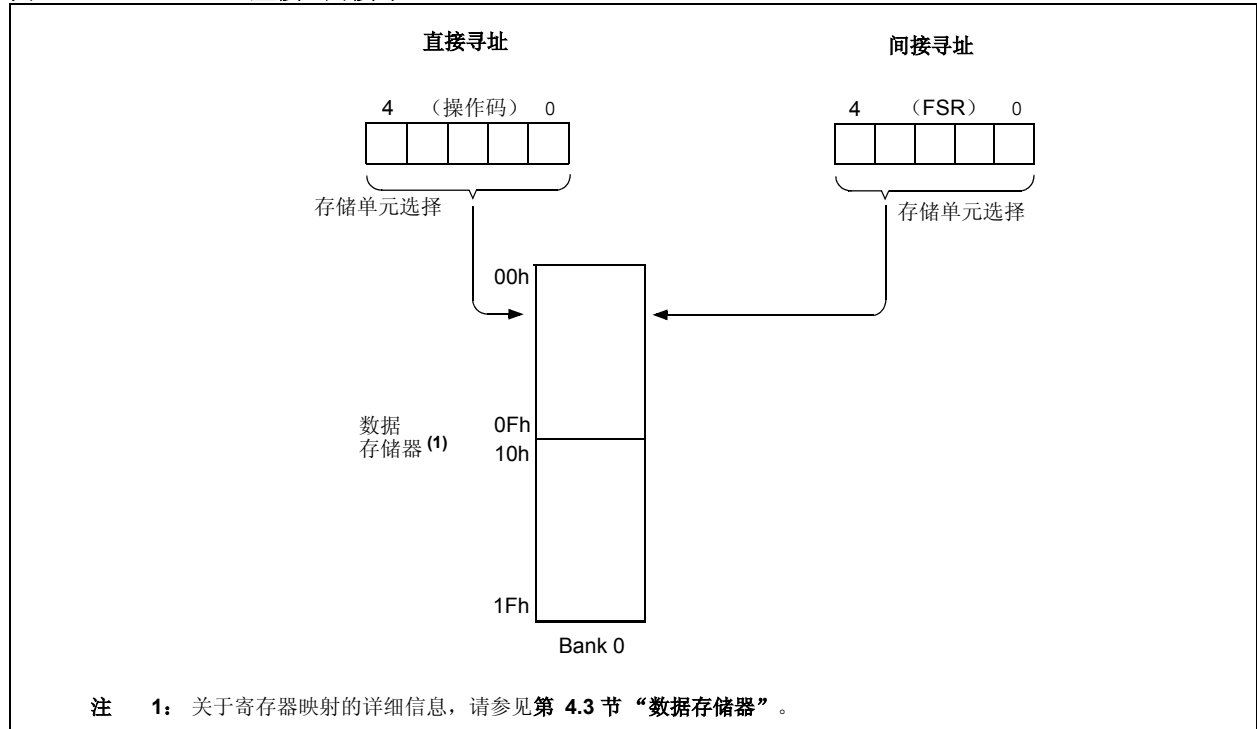 直接寻址
间接寻址
4 （操作码） 0
4 （FSR） 0
存储单元选择
存储单元选择
00h
数据
存储器 (1)
0Fh
10h
1Fh
Bank 0
注 1： 关于寄存器映射的详细信息，请参见第 4.3 节 “数据存储器”。